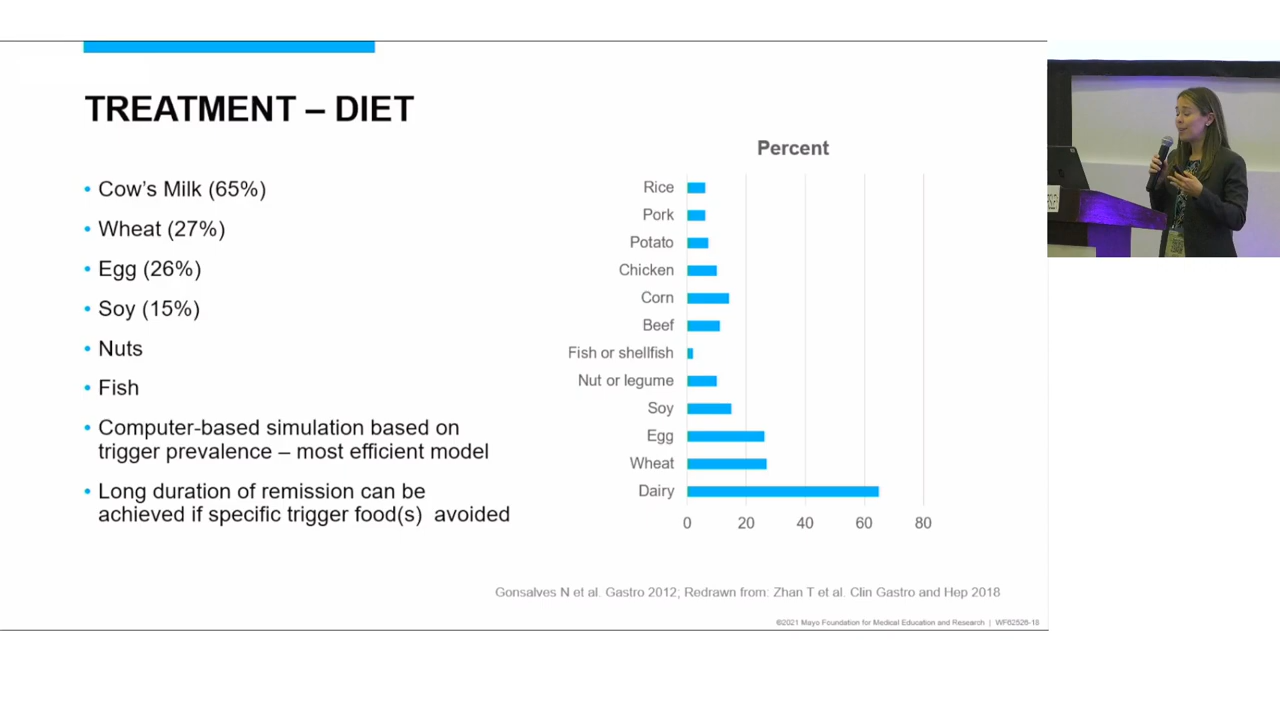 TREATMENT – DIET
• Cow's Milk (65%)
• Wheat (27%)
• Egg (26%)
• Soy (15%)
• Nuts
• Fish
• Computer-based simulation based on
trigger prevalence – most efficient model
• Long duration of remission can be
achieved if specific trigger food(s) avoided
Percent
Rice
Pork
Potato
Chicken
Corn
Beef
Fish or shellfish
Nut or legume
Soy
Egg
Wheat
Dairy
0 20 40 60 80
Gonsalves N et al. Gastro 2012; Redrawn from: Zhan T et al. Clin Gastro and Hep 2018
©2021 Mayo Foundation for Medical Education and Research | WF62526-18